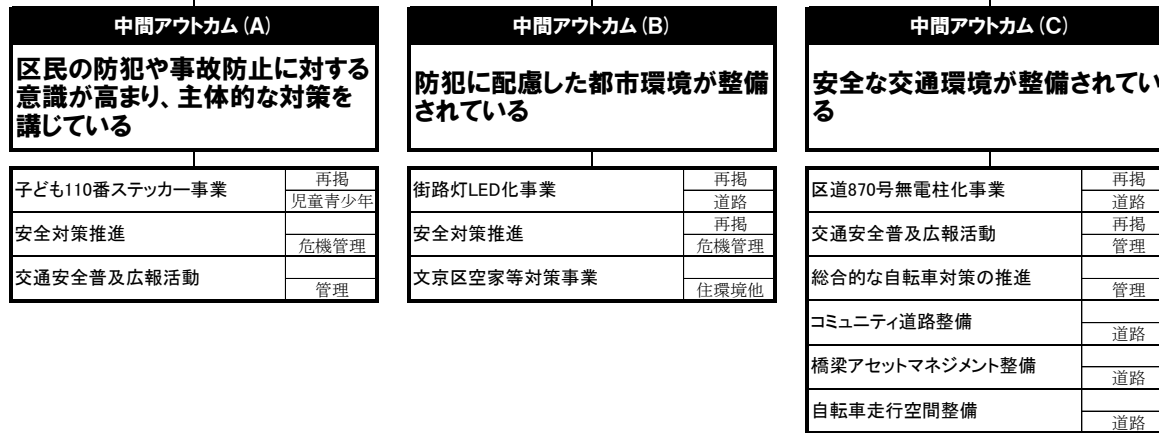 中間アウトカム(A)
区民の防犯や事故防止に対する
意識が高まり、主体的な対策を
講じている
子ども110番ステッカー事業
再掲
児童青少年
安全対策推進
危機管理
交通安全普及広報活動
管理
中間アウトカム(B)
防犯に配慮した都市環境が整備
されている
街路灯LED化事業
再掲
道路
安全対策推進
再掲
危機管理
文京区空家等対策事業
住環境他
中間アウトカム(C)
安全な交通環境が整備されてい
る
区道870号無電柱化事業
再掲
道路
交通安全普及広報活動
再掲
管理
総合的な自転車対策の推進
管理
コミュニティ道路整備
道路
橋梁アセットマネジメント整備
道路
自転車走行空間整備
道路